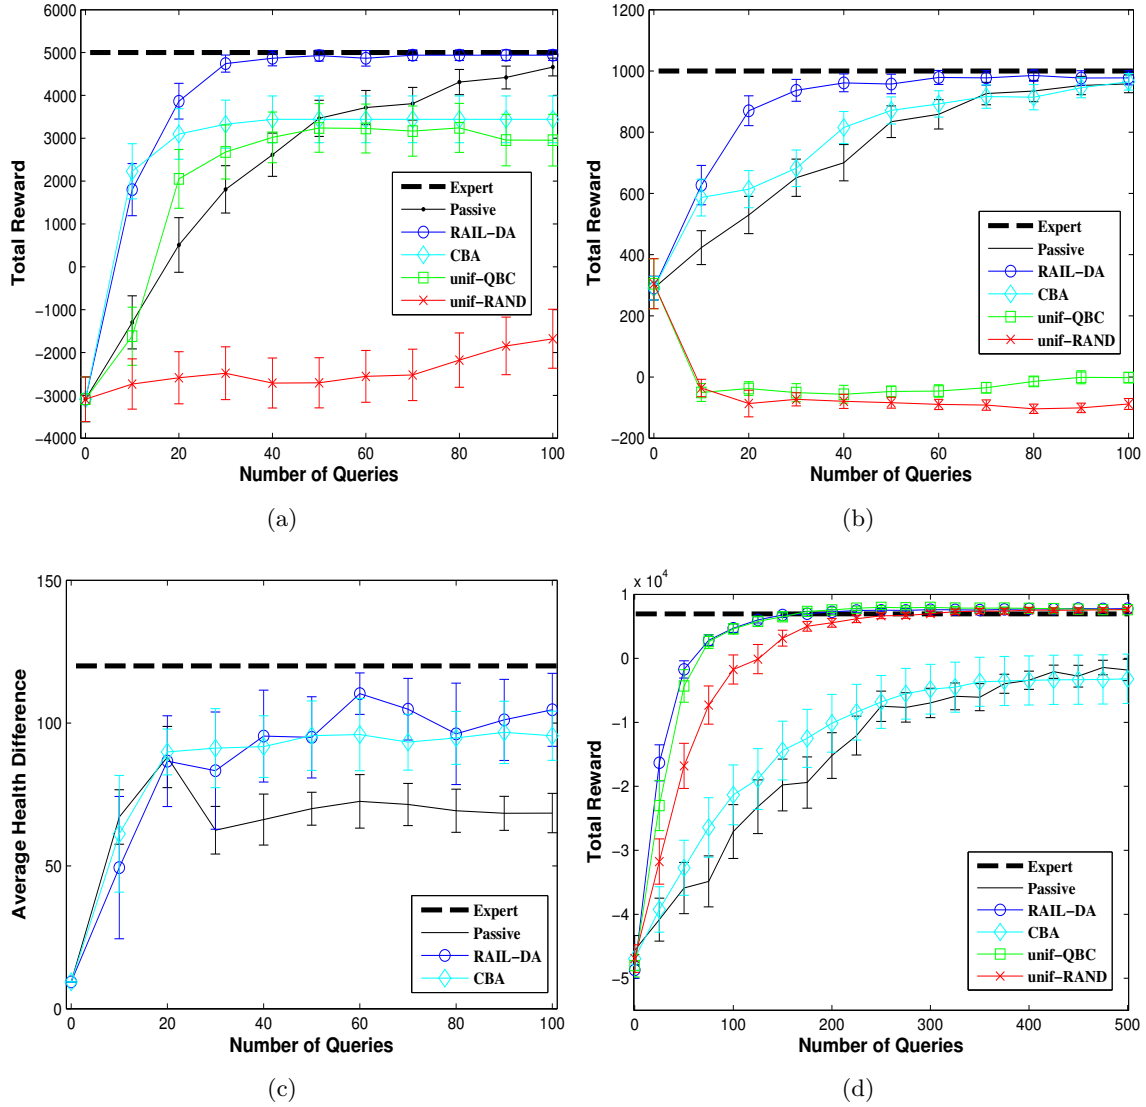 6000
5000
4000
3000
2000
1000
0
−1000
−2000
−3000
−4000
0
20
40
60
80
100
Total Reward
Number of Queries
Expert
Passive
RAIL−DA
CBA
unif−QBC
unif−RAND
(a)
1200
1000
800
600
400
200
0
−200
0
20
40
60
80
100
Total Reward
Number of Queries
Expert
Passive
RAIL−DA
CBA
unif−QBC
unif−RAND
(b)
150
100
50
0
0
20
40
60
80
100
Average Health Difference
Number of Queries
Expert
Passive
RAIL−DA
CBA
(c)
x 10⁴
1
0
−1
−2
−3
−4
−5
0
100
200
300
400
500
Total Reward
Number of Queries
Expert
Passive
RAIL−DA
CBA
unif−QBC
unif−RAND
(d)